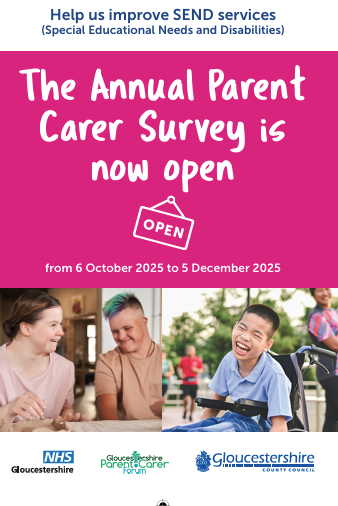 Help us improve SEND services
(Special Educational Needs and Disabilities)
The Annual Parent
Carer Survey is
now open
OPEN
from 6 October 2025 to 5 December 2025
NHS
Gloucestershire
Gloucestershire
Parent Carer
Forum
Gloucestershire
COUNTY COUNCIL